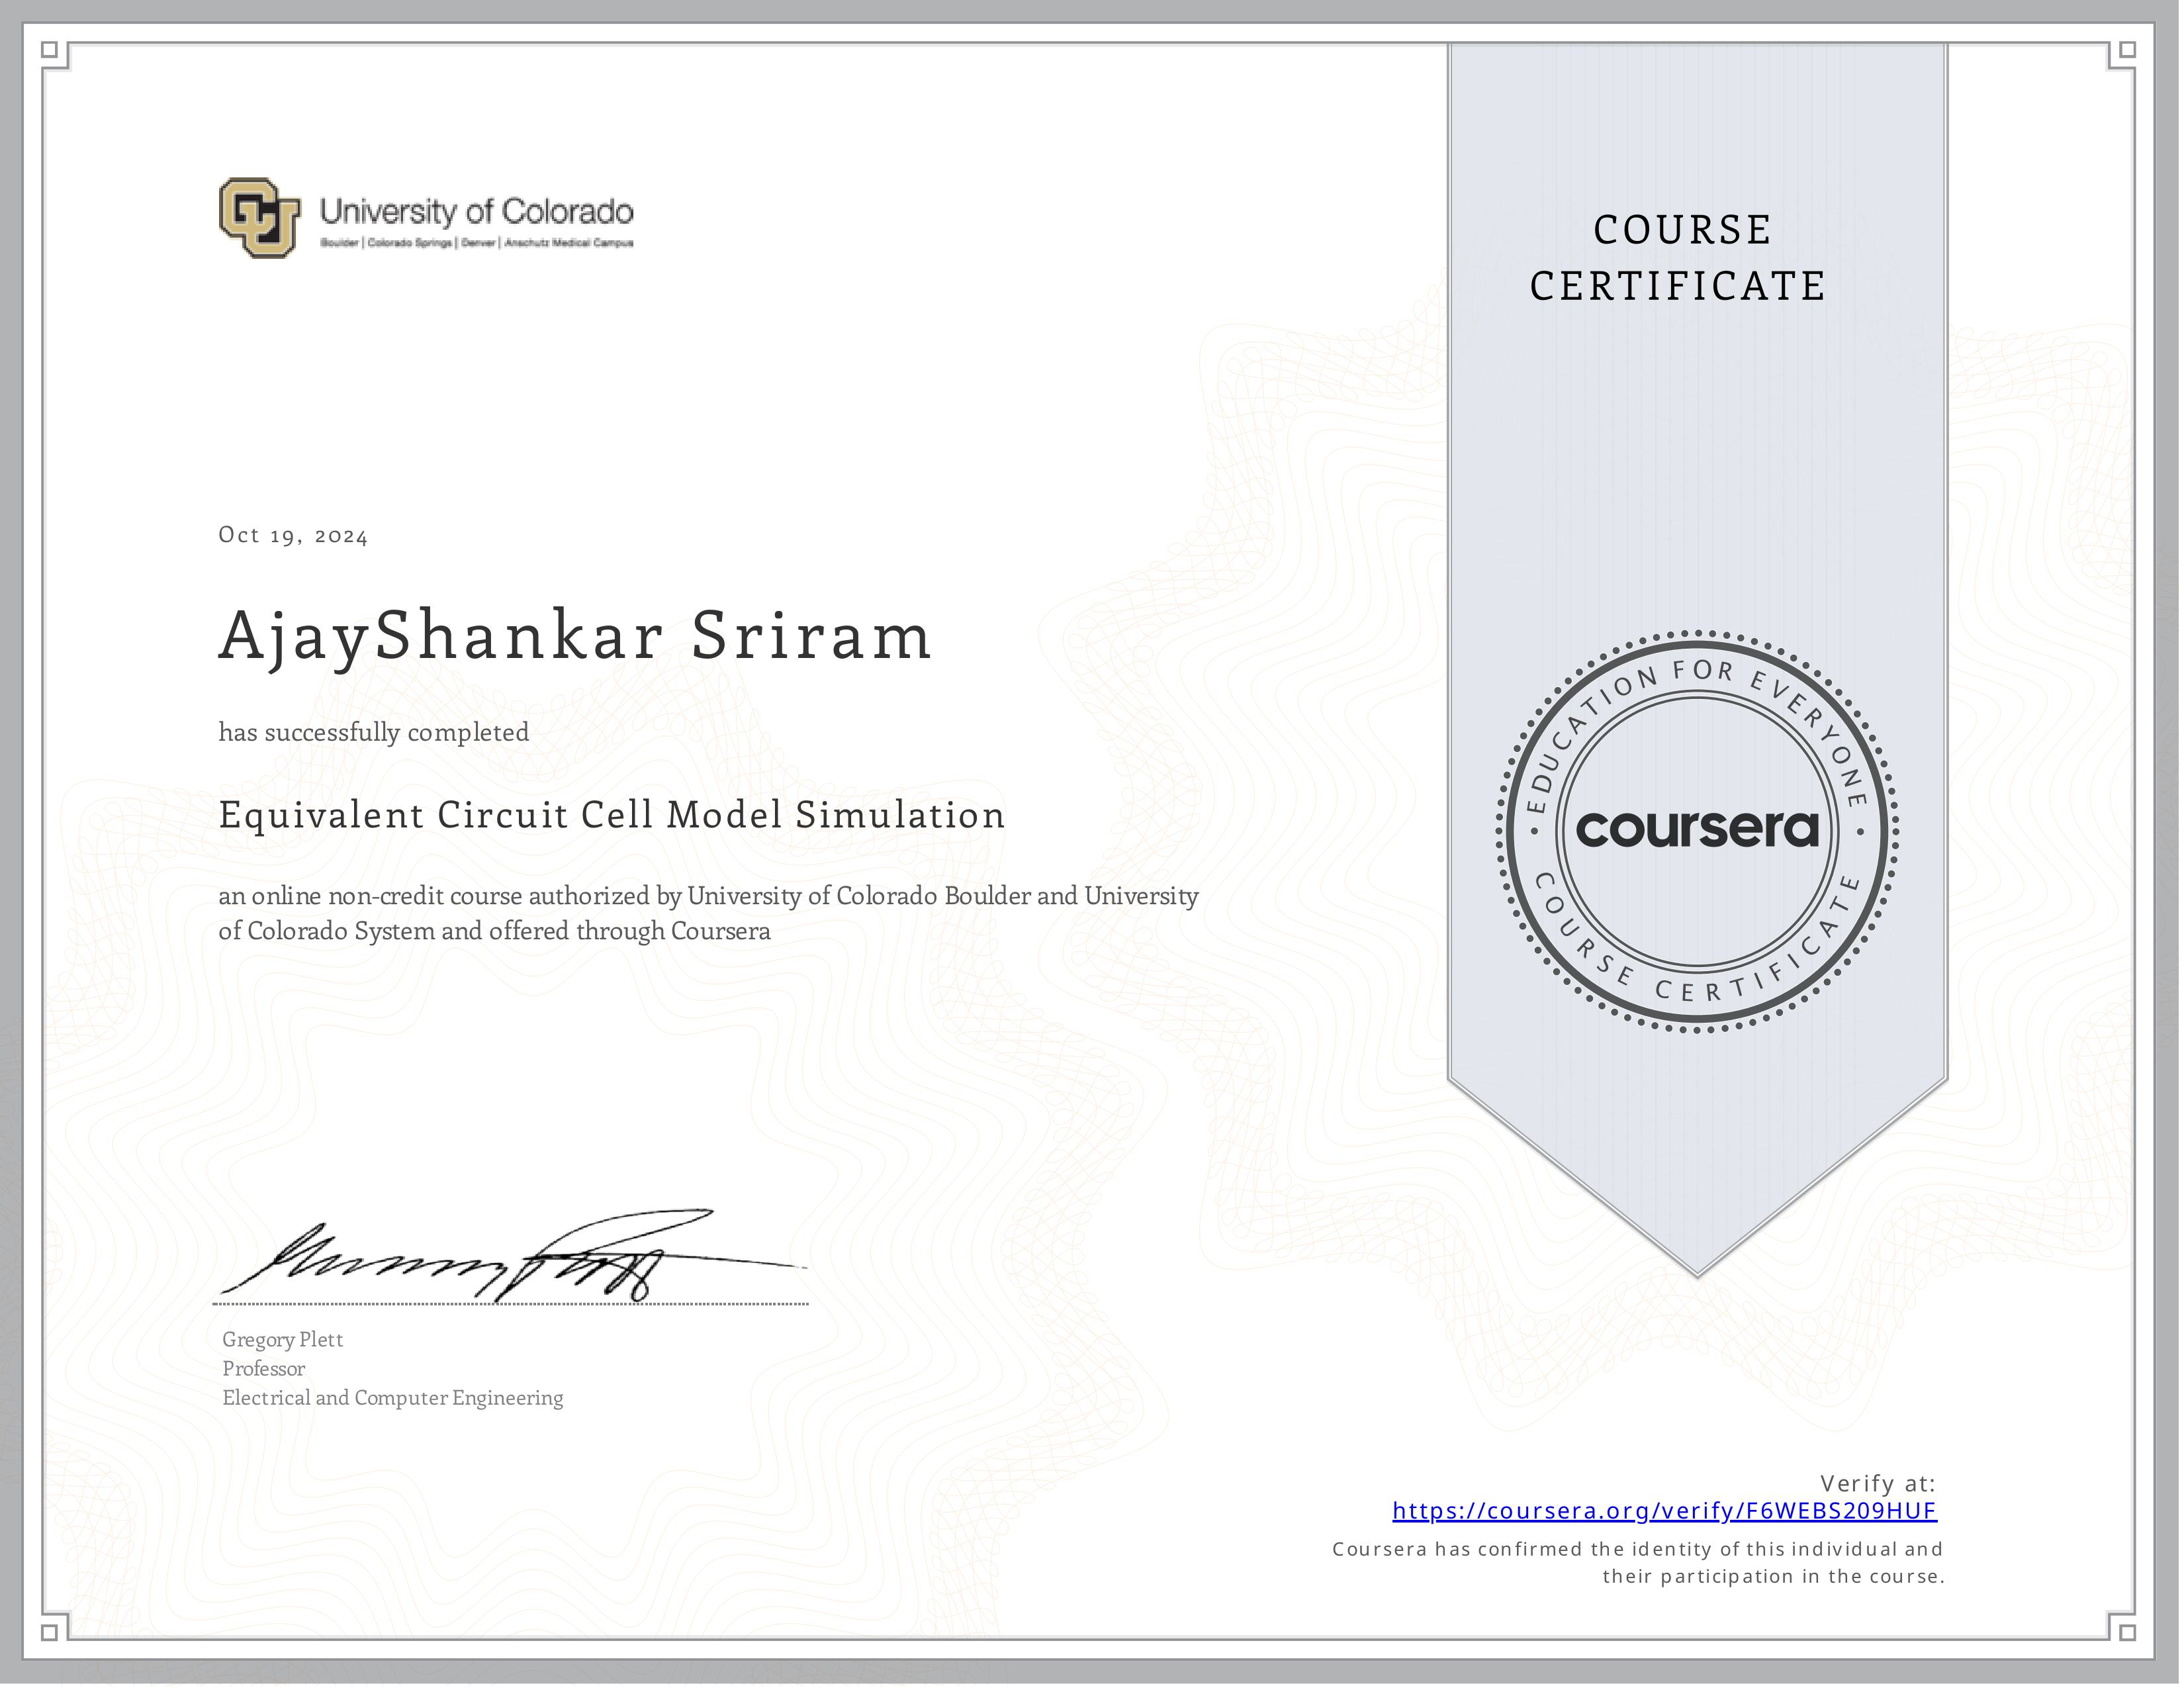 University of Colorado
Boulder | Colorado Springs | Denver | Anschutz Medical Campus
COURSE
CERTIFICATE
Oct 19, 2024
AjayShankar Sriram
has successfully completed
Equivalent Circuit Cell Model Simulation
an online non-credit course authorized by University of Colorado Boulder and University
of Colorado System and offered through Coursera
EDUCATION FOR EVERYONE
coursera
COURSE CERTIFICATE
Gregory Plett
Professor
Electrical and Computer Engineering
Verify at:
https://coursera.org/verify/F6WEBS209HUF
Coursera has confirmed the identity of this individual and
their participation in the course.